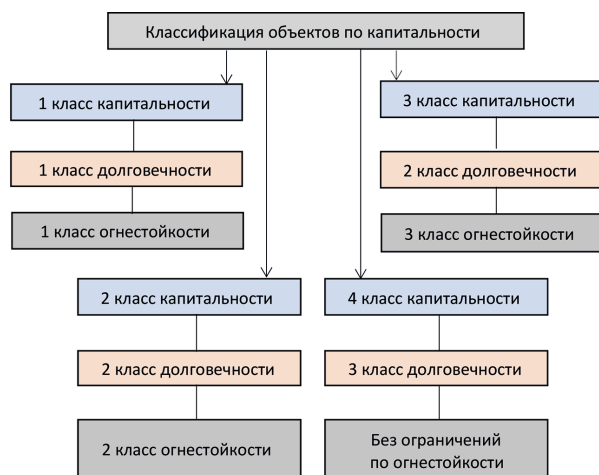 Классификация объектов по капитальности
1 класс капитальности
1 класс долговечности
1 класс огнестойкости
3 класс капитальности
2 класс долговечности
3 класс огнестойкости
2 класс капитальности
2 класс долговечности
2 класс огнестойкости
4 класс капитальности
3 класс долговечности
Без ограничений
по огнестойкости